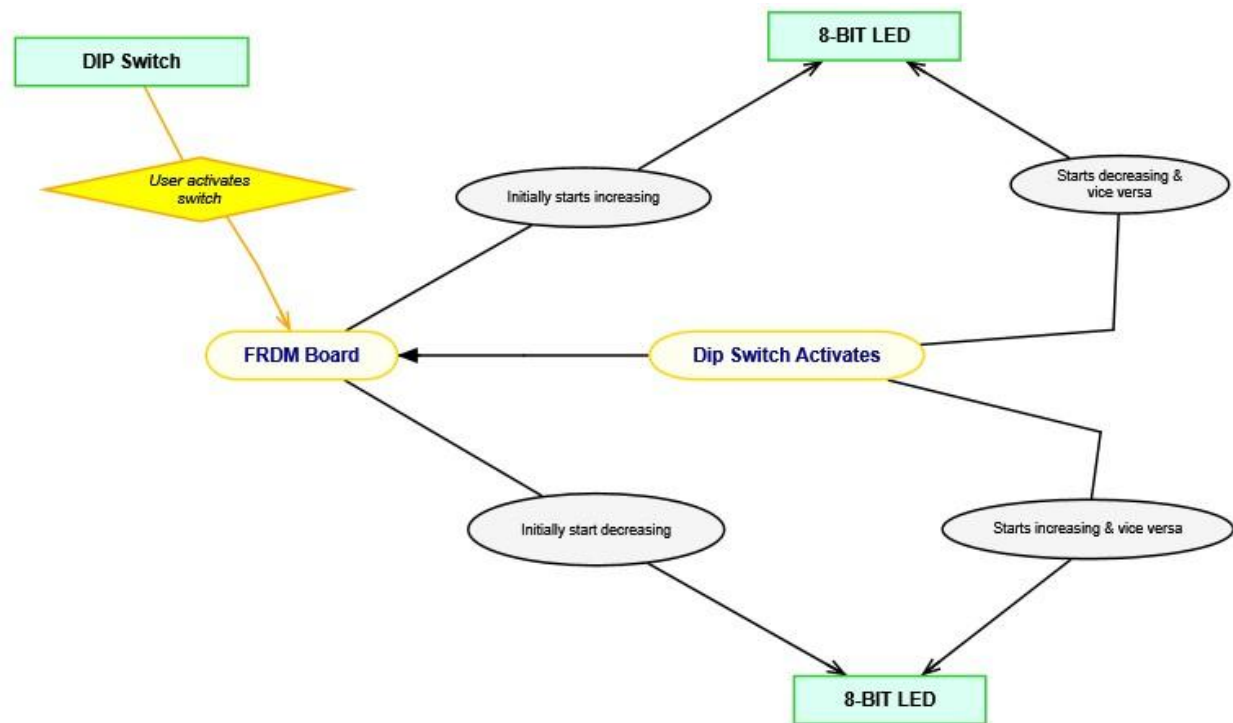 8-BIT LED
DIP Switch
User activates
switch
Initially starts increasing
Starts decreasing &
vice versa
FRDM Board
Dip Switch Activates
Initially start decreasing
Starts increasing & vice versa
8-BIT LED